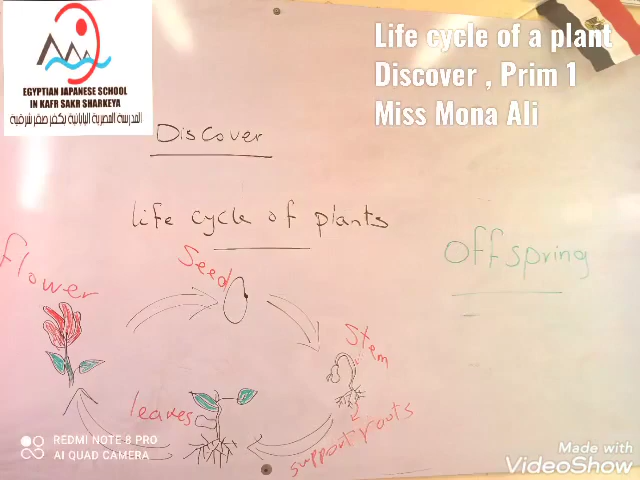 EGYPTIAN JAPANESE SCHOOL
IN KAFR SAKR SHARKEYA
المدرسة المصرية اليابانية بكفر صقر شرقية
Life cycle of a plant
Discover , Prim 1
Miss Mona Ali
Discover
life cycle of plants
offspring
Seed
flower
Stem
leaves
support roots
REDMI NOTE 8 PRO
AI QUAD CAMERA
Made with
VideoShow